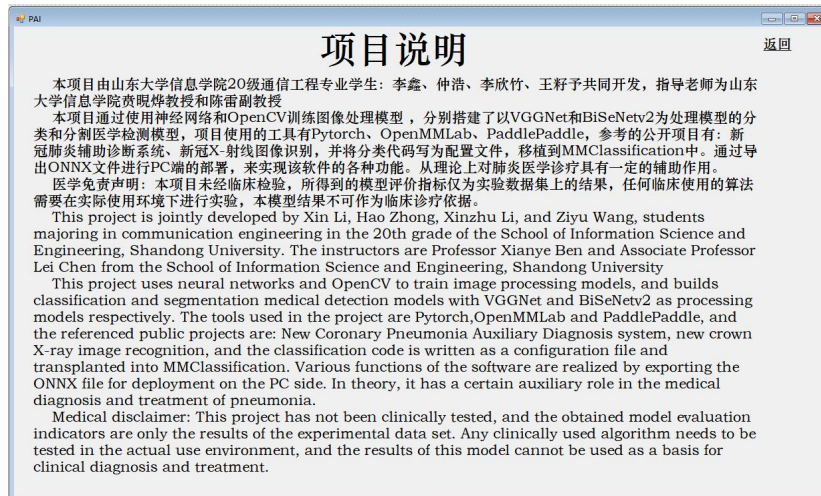 PAI
项目说明
返回
本项目由山东大学信息学院20级通信工程专业学生：李鑫、仲浩、李欣竹、王籽予共同开发，指导老师为山东
大学信息学院贲晛烨教授和陈雷副教授
本项目通过使用神经网络和OpenCV训练图像处理模型 ，分别搭建了以VGGNet和BiSeNetv2为处理模型的分
类和分割医学检测模型，项目使用的工具有Pytorch、OpenMMLab、PaddlePaddle，参考的公开项目有：新
冠肺炎辅助诊断系统、新冠X-射线图像识别，并将分类代码写为配置文件，移植到MMClassification中。通过导
出ONNX文件进行PC端的部署，来实现该软件的各种功能。从理论上对肺炎医学诊疗具有一定的辅助作用。
医学免责声明：本项目未经临床检验，所得到的模型评价指标仅为实验数据集上的结果，任何临床使用的算法
需要在实际使用环境下进行实验，本模型结果不可作为临床诊疗依据。
This project is jointly developed by Xin Li, Hao Zhong, Xinzhu Li, and Ziyu Wang, students
majoring in communication engineering in the 20th grade of the School of Information Science and
Engineering, Shandong University. The instructors are Professor Xianye Ben and Associate Professor
Lei Chen from the School of Information Science and Engineering, Shandong University
This project uses neural networks and OpenCV to train image processing models, and builds
classification and segmentation medical detection models with VGGNet and BiSeNetv2 as processing
models respectively. The tools used in the project are Pytorch,OpenMMLab and PaddlePaddle, and
the referenced public projects are: New Coronary Pneumonia Auxiliary Diagnosis system, new crown
X-ray image recognition, and the classification code is written as a configuration file and
transplanted into MMClassification. Various functions of the software are realized by exporting the
ONNX file for deployment on the PC side. In theory, it has a certain auxiliary role in the medical
diagnosis and treatment of pneumonia.
Medical disclaimer: This project has not been clinically tested, and the obtained model evaluation
indicators are only the results of the experimental data set. Any clinically used algorithm needs to be
tested in the actual use environment, and the results of this model cannot be used as a basis for
clinical diagnosis and treatment.